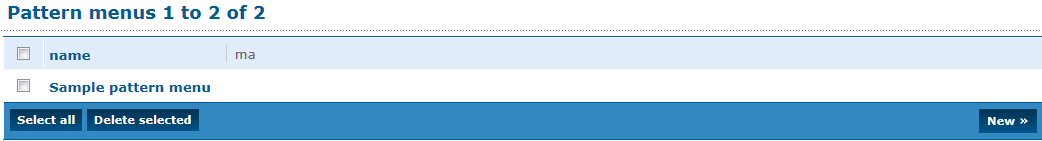 Pattern menus 1 to 2 of 2
name ma
Sample pattern menu
Select all Delete selected New »